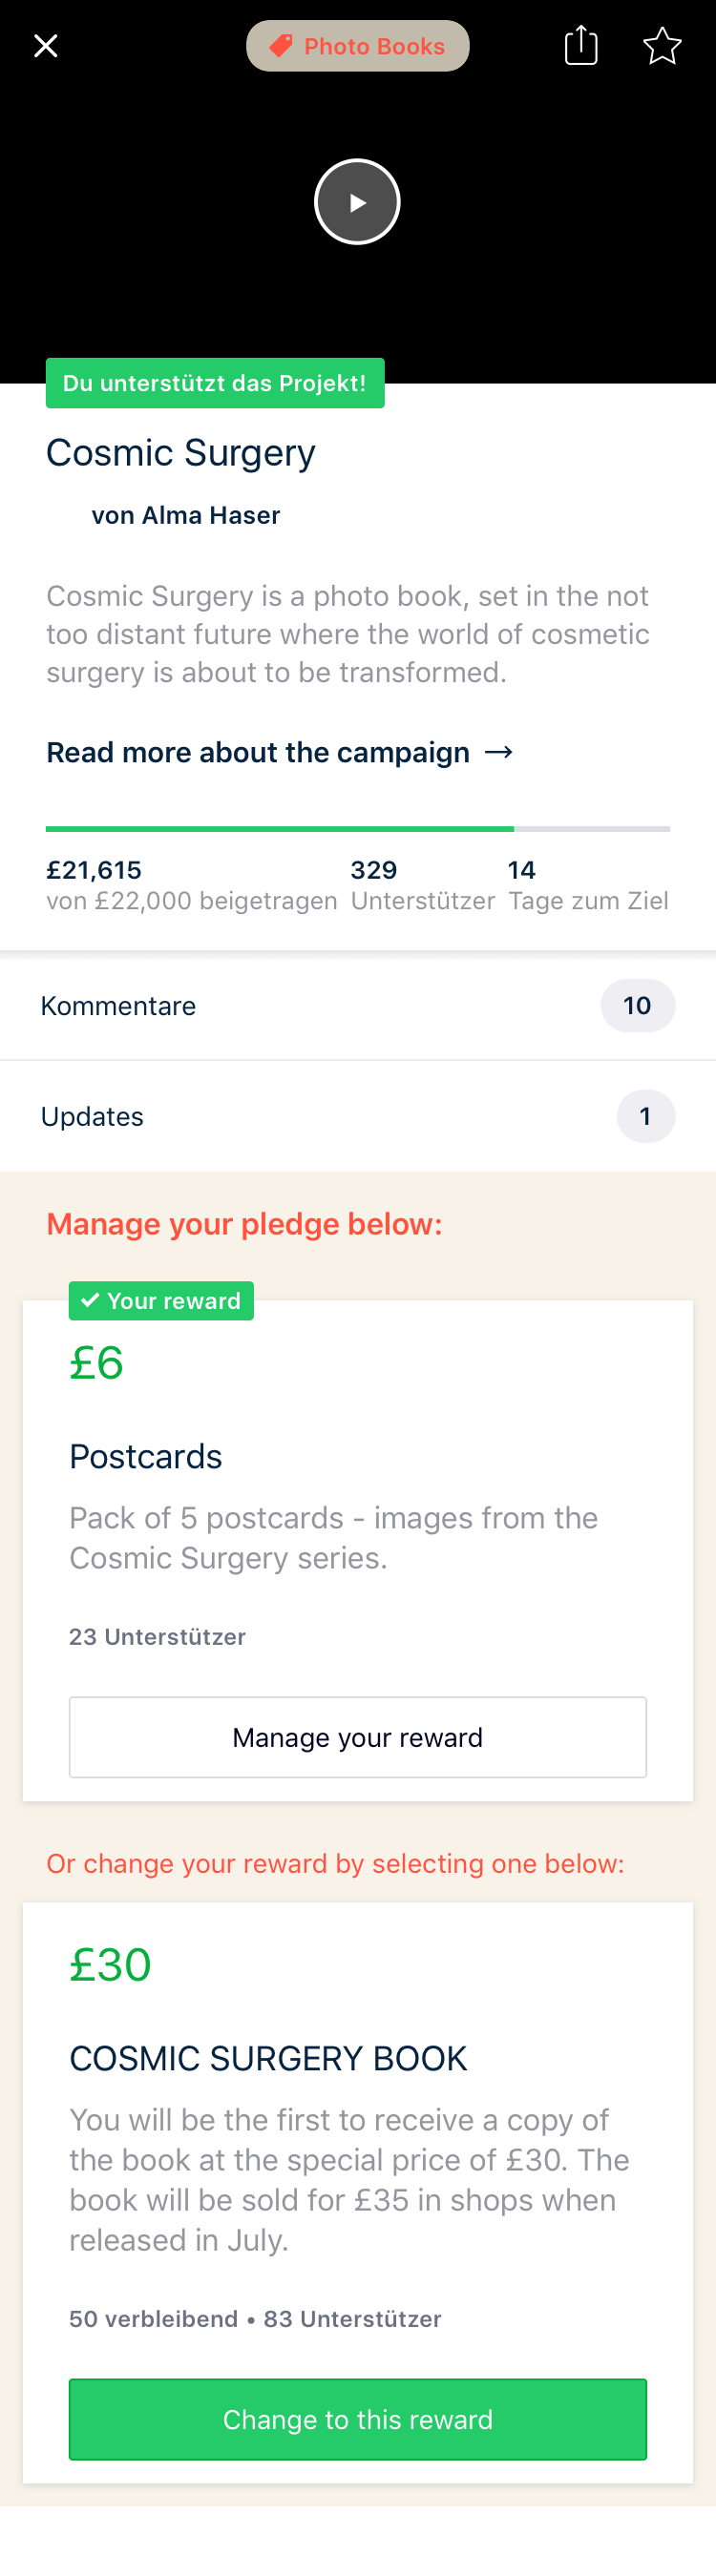 Photo Books
Du unterstützt das Projekt!
Cosmic Surgery
von Alma Haser
Cosmic Surgery is a photo book, set in the not
too distant future where the world of cosmetic
surgery is about to be transformed.
Read more about the campaign →
£21,615 329 14
von £22,000 beigetragen Unterstützer Tage zum Ziel
Kommentare 10
Updates 1
Manage your pledge below:
✓ Your reward
£6
Postcards
Pack of 5 postcards - images from the
Cosmic Surgery series.
23 Unterstützer
Manage your reward
Or change your reward by selecting one below:
£30
COSMIC SURGERY BOOK
You will be the first to receive a copy of
the book at the special price of £30. The
book will be sold for £35 in shops when
released in July.
50 verbleibend • 83 Unterstützer
Change to this reward